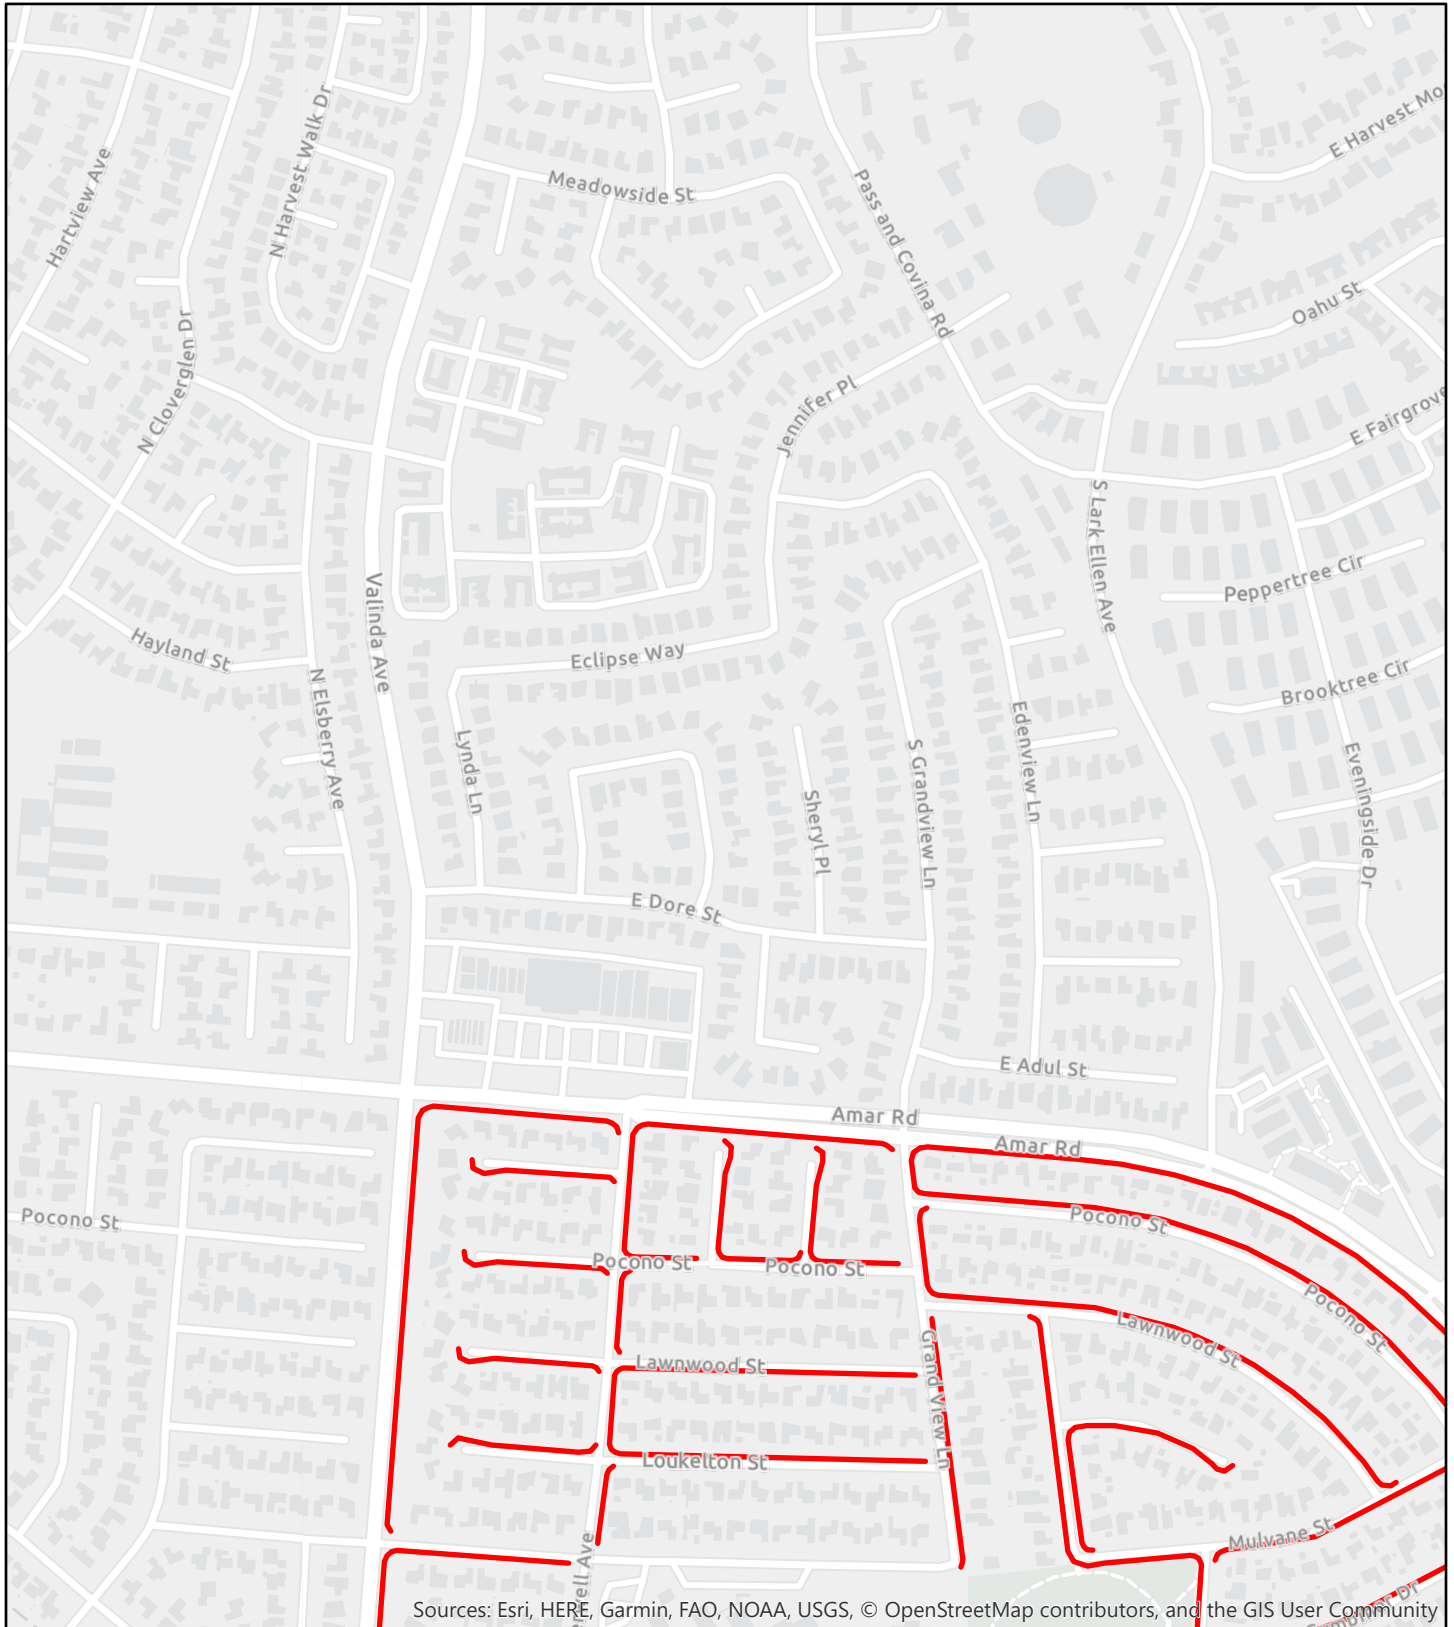 E Harvest Mo
N Harvest Walk Dr
Hartview Ave
Meadowside St
Pass and Covina Rd
Oahu St
N Cloverglen Dr
Jennifer Pl
E Fairgrove
S Lark Ellen Ave
Peppertree Cir
Valinda Ave
Hayland St
Eclipse Way
Brooktree Cir
N Elsberry Ave
Edenview Ln
Lynda Ln
S Grandview Ln
Eveningside Dr
Sheryl Pl
E Dore St
E Adul St
Amar Rd
Amar Rd
Pocono St
Pocono St
Pocono St
Pocono St
Pocono St
Lawnwood St
Lawnwood St
Grand View Ln
Loukelton St
Mulvane St
Sources: Esri, HERE, Garmin, FAO, NOAA, USGS, © OpenStreetMap contributors, and the GIS User Community